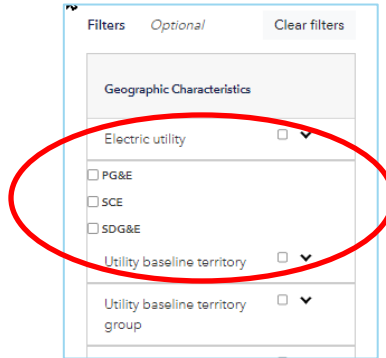 Filters Optional Clear filters
Geographic Characteristics
Electric utility
PG&E
SCE
SDG&E
Utility baseline territory
Utility baseline territory
group